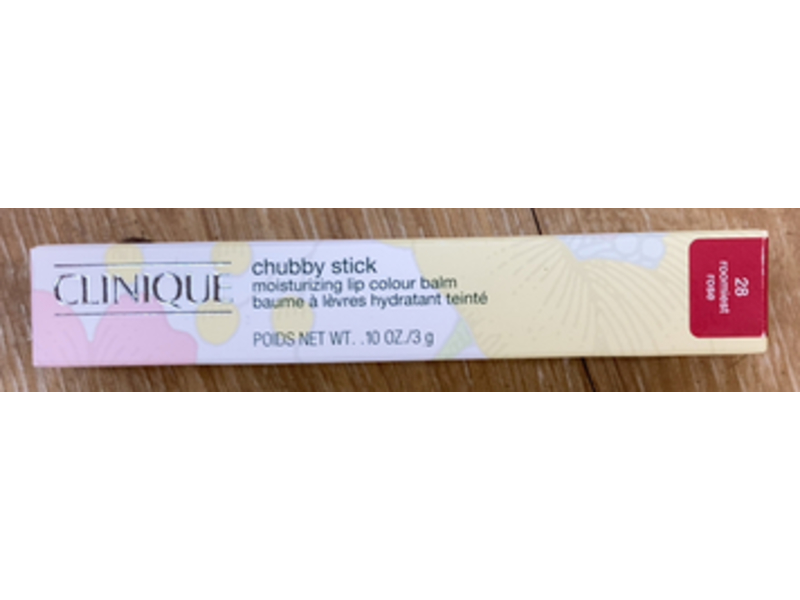 CLINIQUE
chubby stick
moisturizing lip colour balm
baume à lèvres hydratant teinté
POIDS NET WT. .10 OZ./3 g
28
roomiest
rose